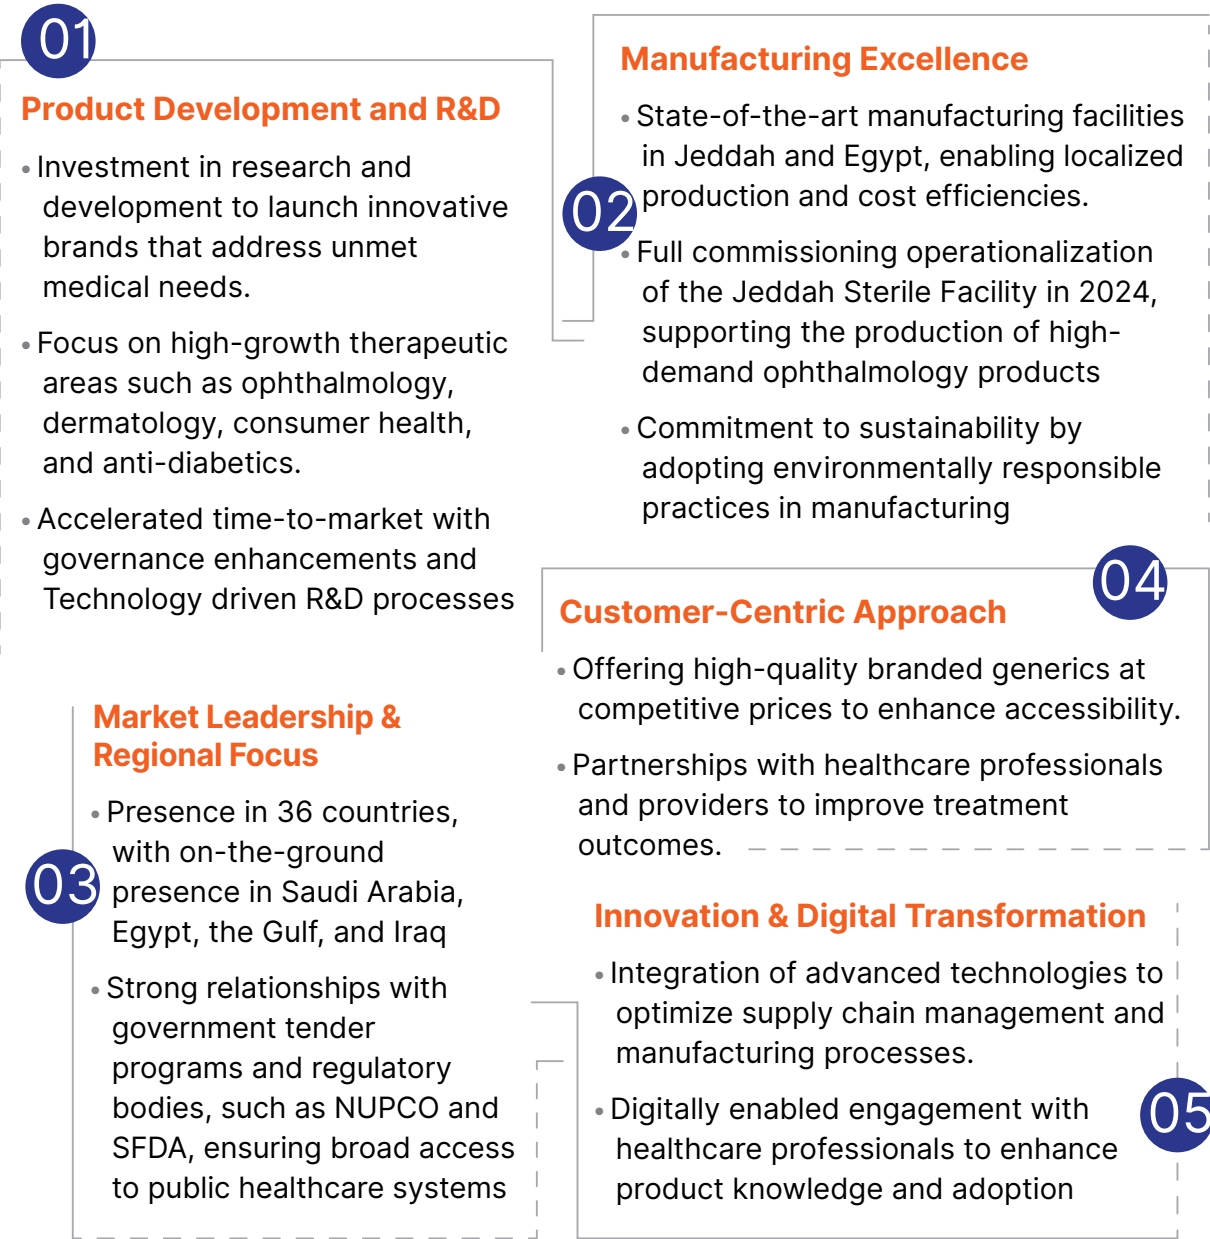 01
Product Development and R&D
• Investment in research and
development to launch innovative
brands that address unmet
medical needs.
• Focus on high-growth therapeutic
areas such as ophthalmology,
dermatology, consumer health,
and anti-diabetics.
• Accelerated time-to-market with
governance enhancements and
Technology driven R&D processes
02
Manufacturing Excellence
• State-of-the-art manufacturing facilities
in Jeddah and Egypt, enabling localized
production and cost efficiencies.
• Full commissioning operationalization
of the Jeddah Sterile Facility in 2024,
supporting the production of high-
demand ophthalmology products
• Commitment to sustainability by
adopting environmentally responsible
practices in manufacturing
03
Market Leadership &
Regional Focus
• Presence in 36 countries,
with on-the-ground
presence in Saudi Arabia,
Egypt, the Gulf, and Iraq
• Strong relationships with
government tender
programs and regulatory
bodies, such as NUPCO and
SFDA, ensuring broad access
to public healthcare systems
04
Customer-Centric Approach
• Offering high-quality branded generics at
competitive prices to enhance accessibility.
• Partnerships with healthcare professionals
and providers to improve treatment
outcomes.
05
Innovation & Digital Transformation
• Integration of advanced technologies to
optimize supply chain management and
manufacturing processes.
• Digitally enabled engagement with
healthcare professionals to enhance
product knowledge and adoption